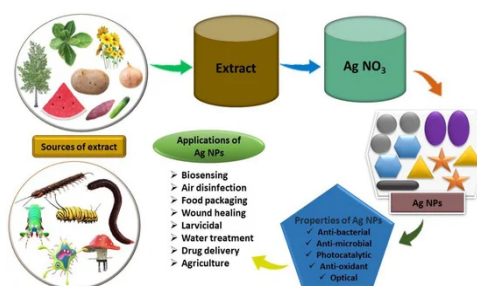 Extract
Ag NO3
Sources of extract
Applications of
Ag NPs
➢ Biosensing
➢ Air disinfection
➢ Food packaging
➢ Wound healing
➢ Larvicidal
➢ Water treatment
➢ Drug delivery
➢ Agriculture
Ag NPs
Properties of Ag NPs
✓ Anti-bacterial
✓ Anti-microbial
✓ Photocatalytic
✓ Anti-oxidant
✓ Optical